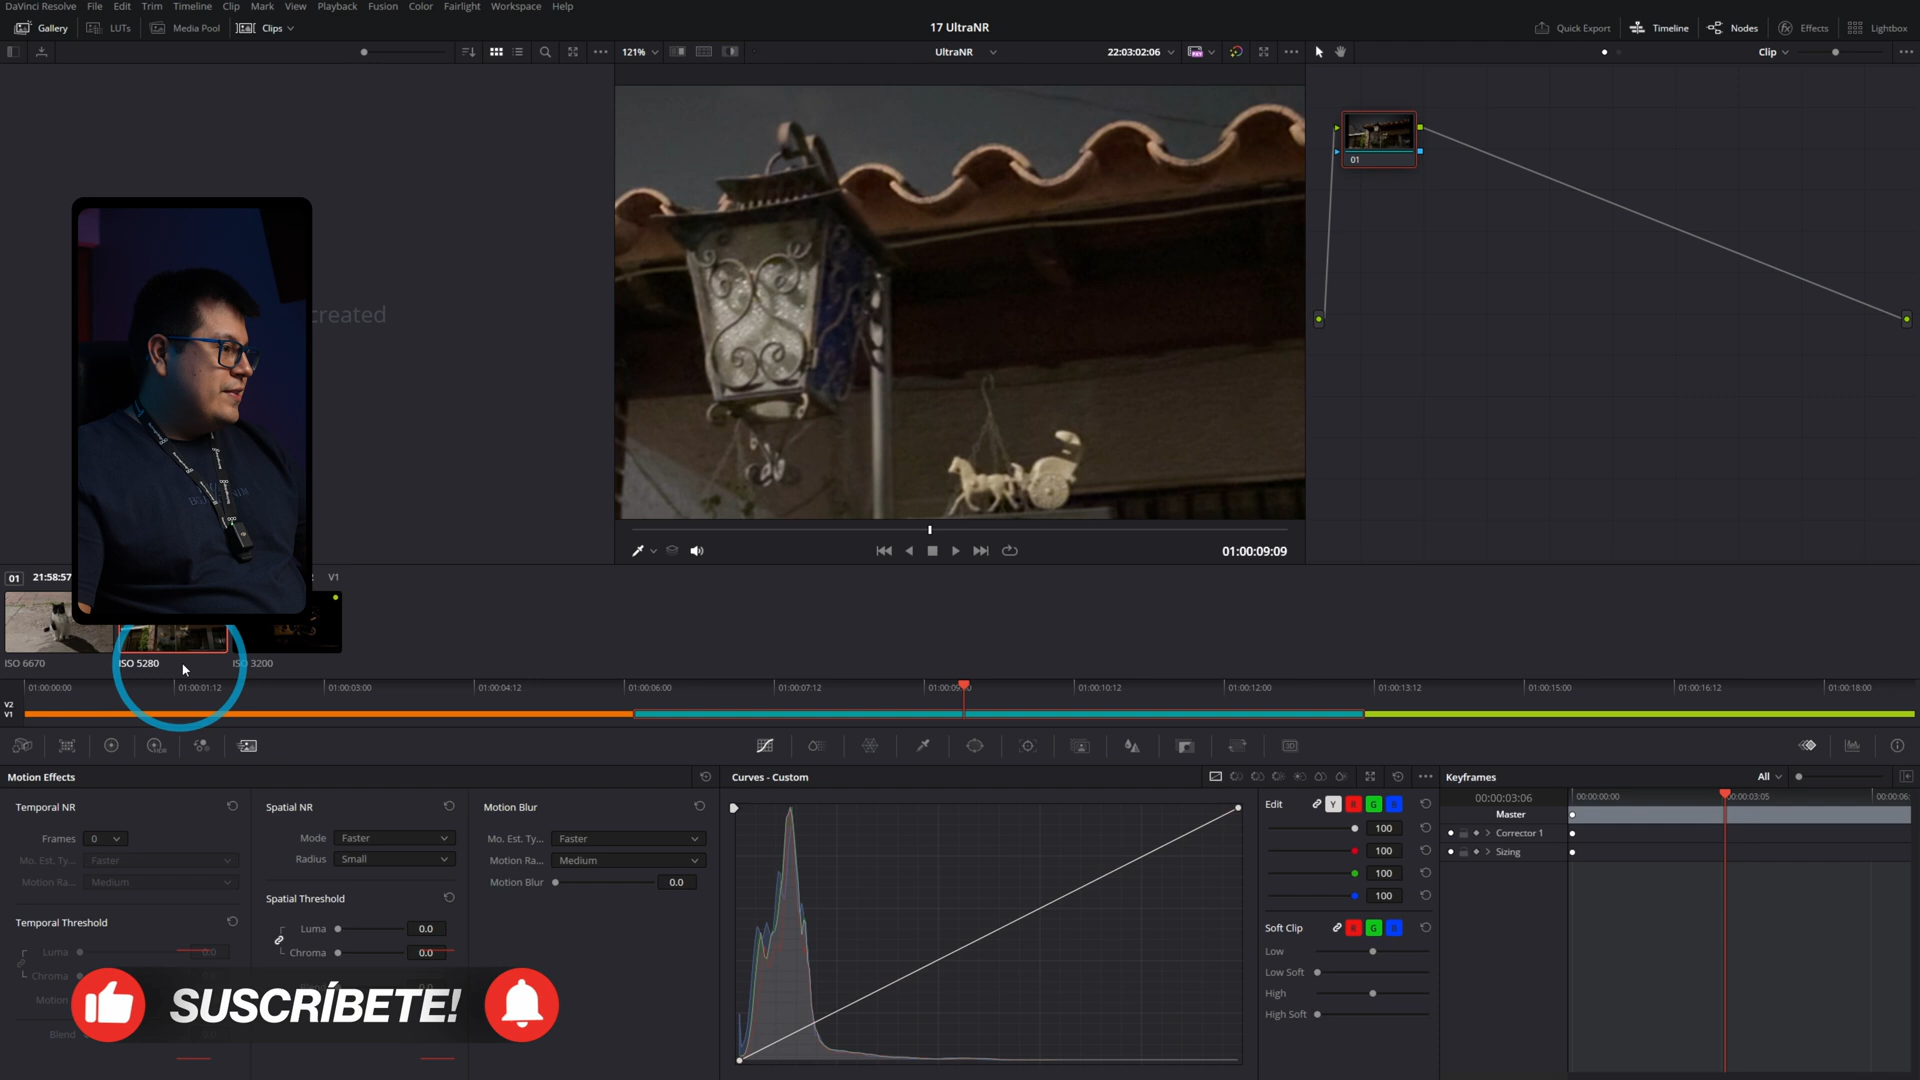 DaVinci Resolve File Edit Trim Timeline Clip Mark View Playback Fusion Color Fairlight Workspace Help
Gallery LUTs Media Pool Clips 17 UltraNR Quick Export Timeline Nodes Effects Lightbox
121% UltraNR 22:03:02:06 Clip
01
created
01:00:09:09
01 21:58:57 V1
ISO 6670 ISO 5280 ISO 3200
01:00:00:00 01:00:01:12 01:00:03:00 01:00:04:12 01:00:06:00 01:00:07:12 01:00:10:12 01:00:12:00 01:00:13:12 01:00:15:00 01:00:16:12 01:00:18:00
V2
V1
Motion Effects Curves - Custom Keyframes All
Temporal NR Spatial NR Motion Blur Edit Y R G B 00:00:03:06 00:00:00:00 00:00:03:05 00:00:06:
Master
Frames 0 Mode Faster Mo. Est. Ty... Faster 100 Corrector 1
Mo. Est. Ty... Faster Radius Small Motion Ra... Medium 100 Sizing
Motion Ra... Medium Motion Blur 0.0 100
Spatial Threshold 100
Temporal Threshold Luma 0.0 Soft Clip R G B
Luma 0.0 Chroma 0.0 Low
Chroma Low Soft
Motion High
SUSCRÍBETE!
High Soft
Blend